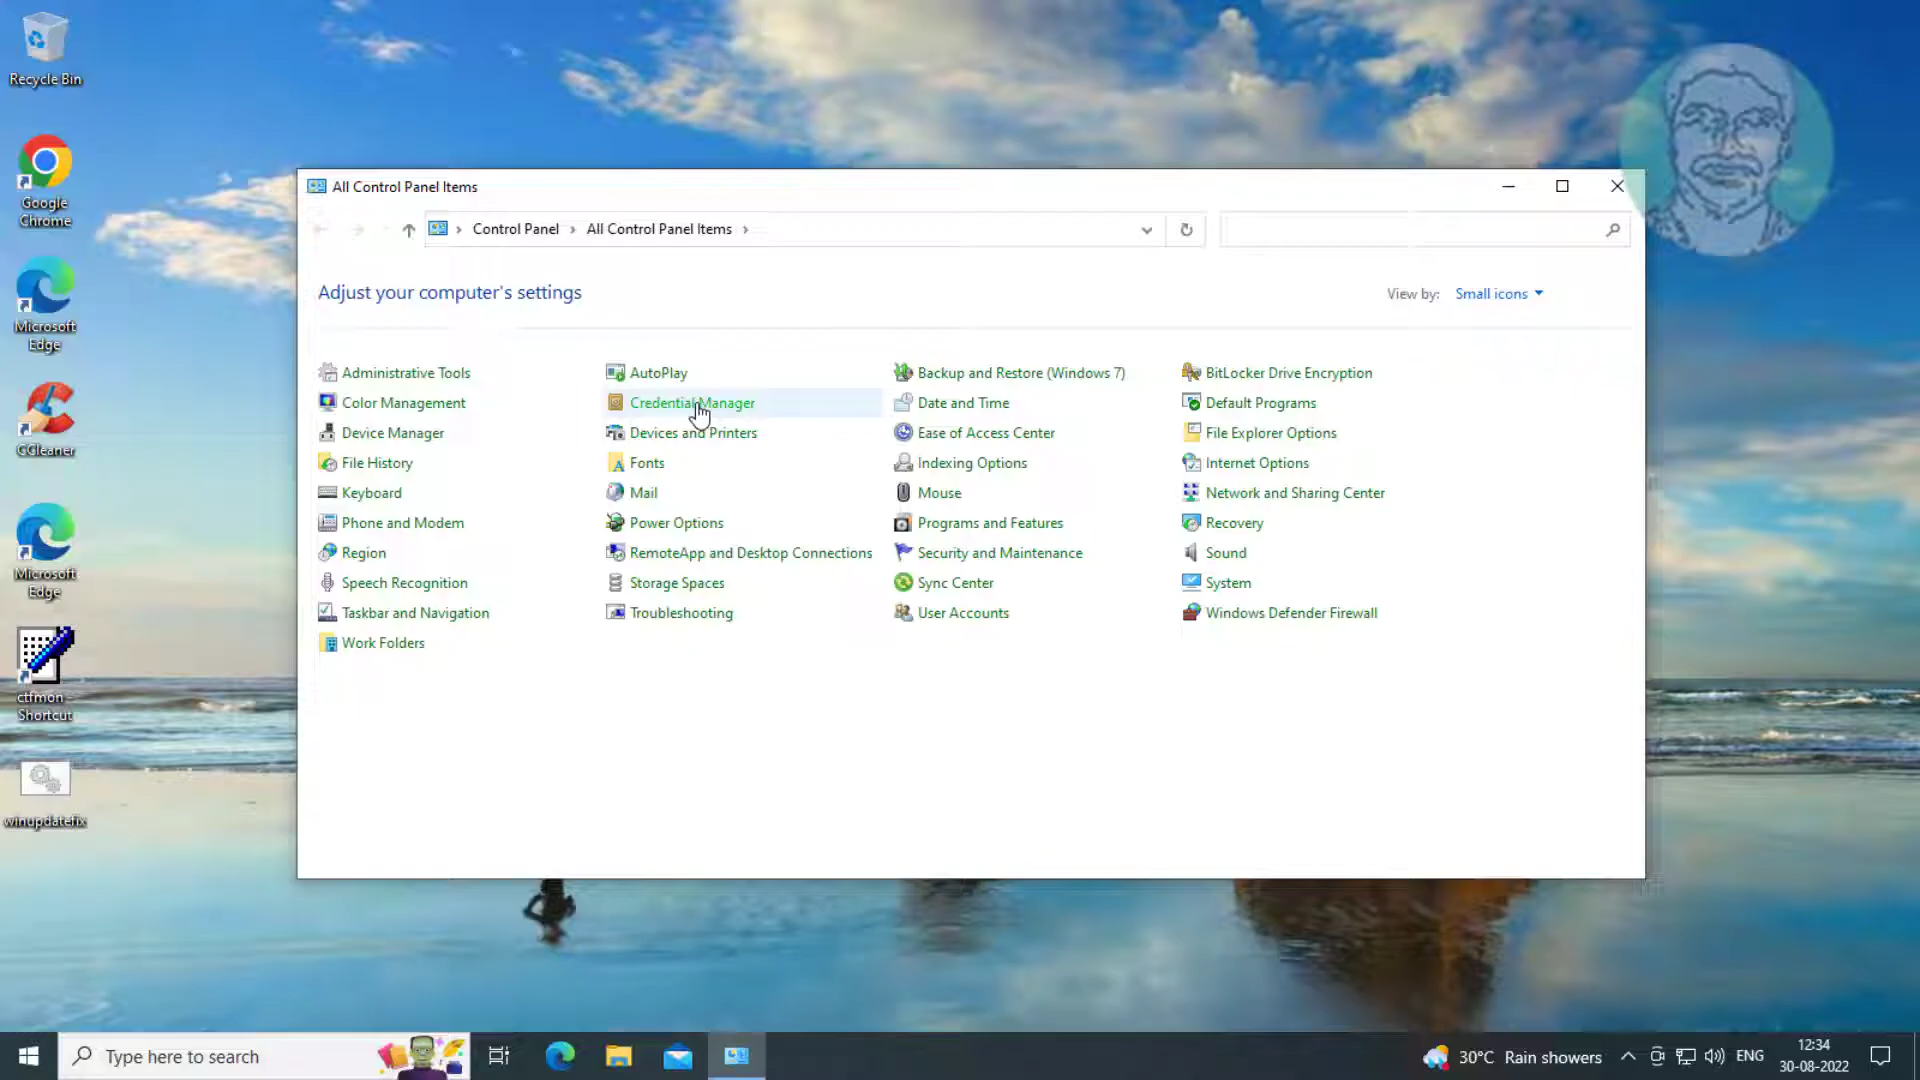 Recycle Bin
Google
Chrome
Microsoft
Edge
CCleaner
Microsoft
Edge
ctfmon -
Shortcut
winupdatefix
All Control Panel Items
Control Panel
All Control Panel Items
Adjust your computer's settings
View by: Small icons
Administrative Tools
AutoPlay
Backup and Restore (Windows 7)
BitLocker Drive Encryption
Color Management
Credential Manager
Date and Time
Default Programs
Device Manager
Devices and Printers
Ease of Access Center
File Explorer Options
File History
Fonts
Indexing Options
Internet Options
Keyboard
Mail
Mouse
Network and Sharing Center
Phone and Modem
Power Options
Programs and Features
Recovery
Region
RemoteApp and Desktop Connections
Security and Maintenance
Sound
Speech Recognition
Storage Spaces
Sync Center
System
Taskbar and Navigation
Troubleshooting
User Accounts
Windows Defender Firewall
Work Folders
Type here to search
30°C Rain showers
ENG
12:34
30-08-2022